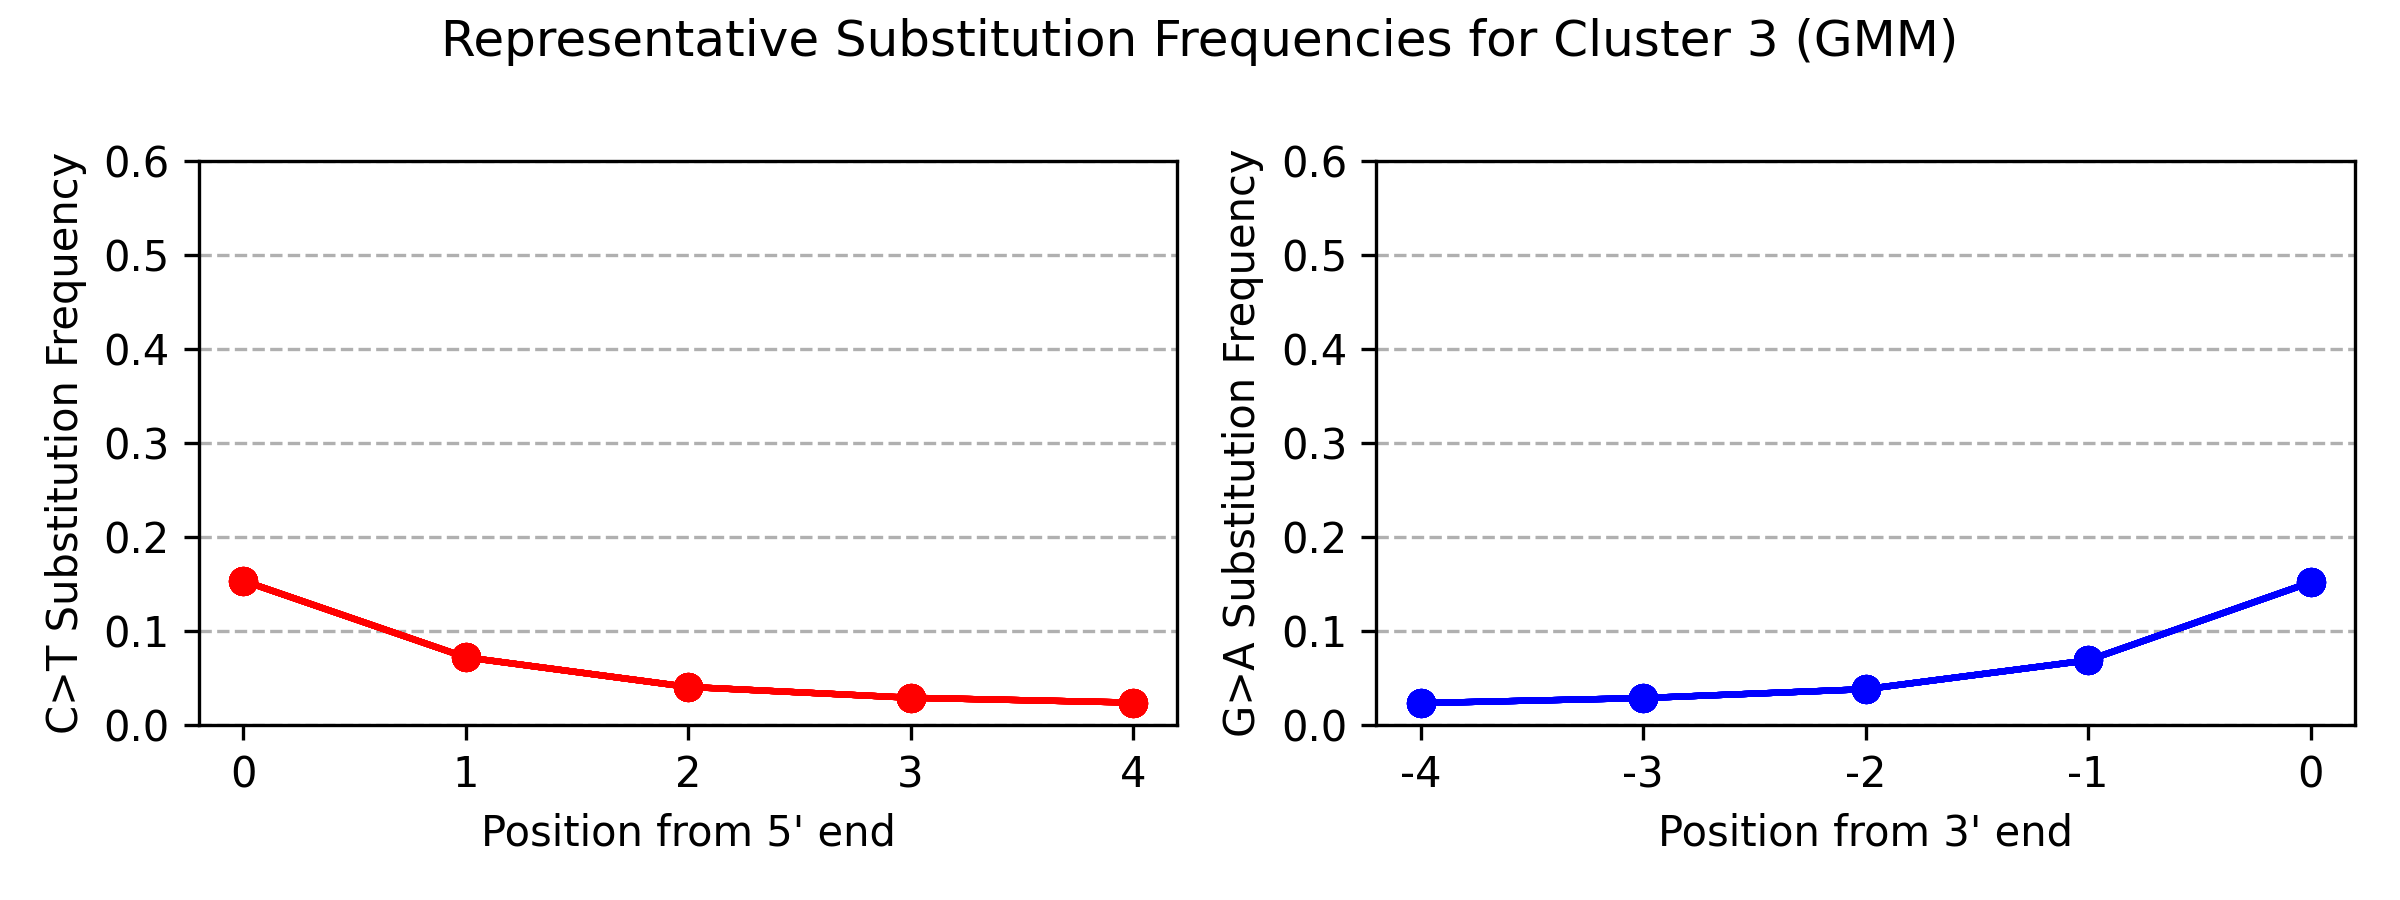 Representative Substitution Frequencies for Cluster 3 (GMM)
C>T Substitution Frequency
0.6
0.5
0.4
0.3
0.2
0.1
0.0
0 1 2 3 4
Position from 5' end
G>A Substitution Frequency
0.6
0.5
0.4
0.3
0.2
0.1
0.0
-4 -3 -2 -1 0
Position from 3' end